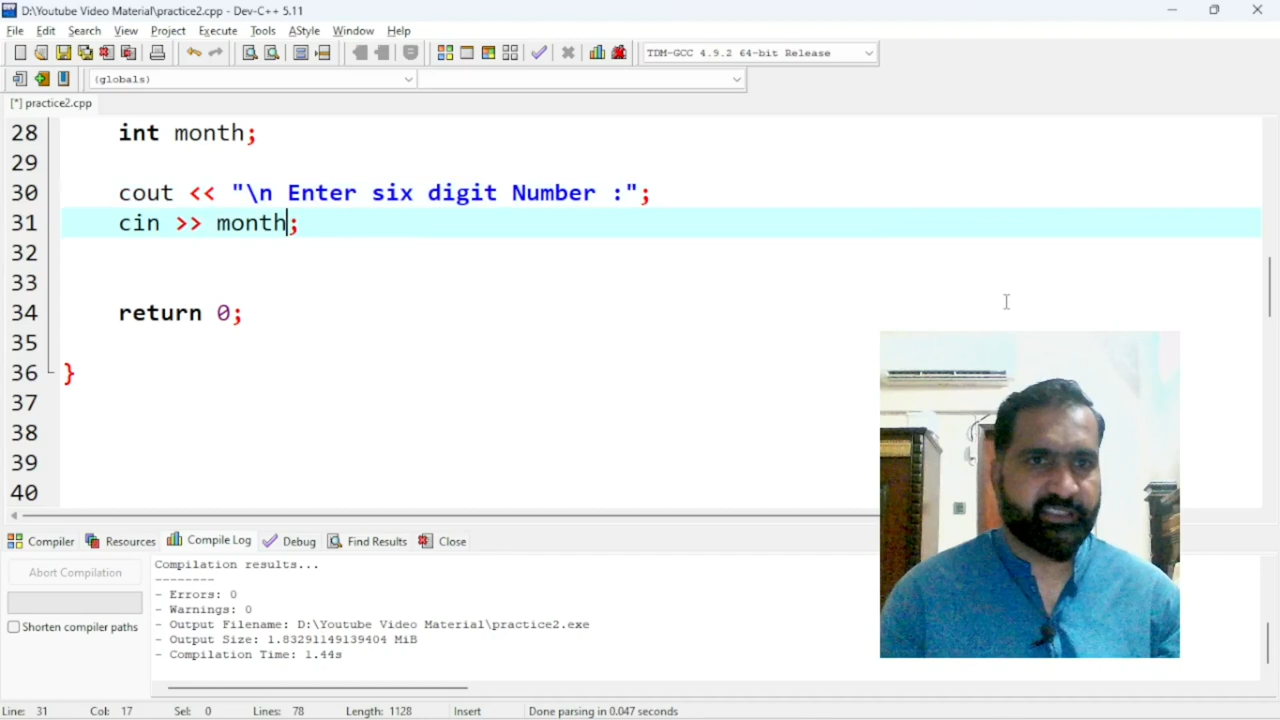 D:\Youtube Video Material\practice2.cpp - Dev-C++ 5.11
File Edit Search View Project Execute Tools AStyle Window Help
TDM-GCC 4.9.2 64-bit Release
(globals)
[*] practice2.cpp
28 int month;
29
30 cout << "\n Enter six digit Number :";
31 cin >> month;
32
33
34 return 0;
35
36 }
37
38
39
40
Compiler Resources Compile Log Debug Find Results Close
Abort Compilation
Shorten compiler paths
Compilation results...
--------
- Errors: 0
- Warnings: 0
- Output Filename: D:\Youtube Video Material\practice2.exe
- Output Size: 1.83291149139404 MiB
- Compilation Time: 1.44s
Line: 31 Col: 17 Sel: 0 Lines: 78 Length: 1128 Insert Done parsing in 0.047 seconds